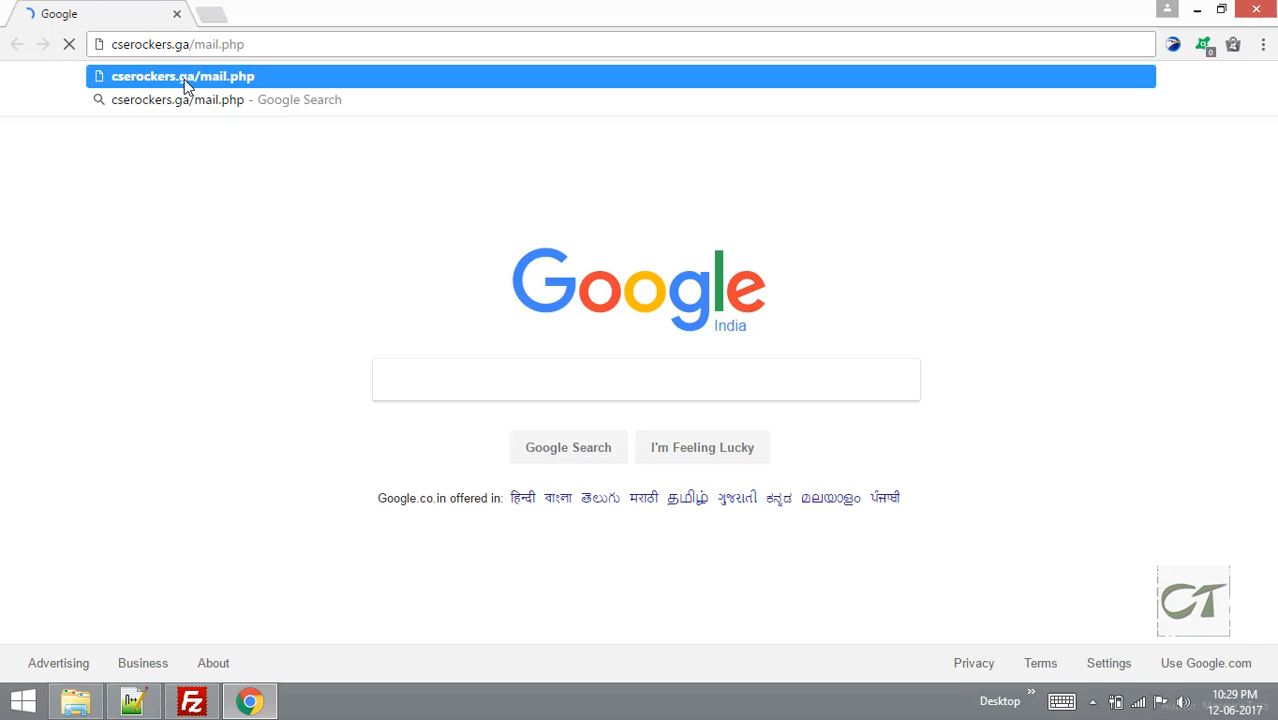 Google
cserockers.ga/mail.php
0
cserockers.ga/mail.php
cserockers.ga/mail.php - Google Search
Google
India
Google Search
I'm Feeling Lucky
Google.co.in offered in: हिन्दी বাংলা తెలుగు मराठी தமிழ் ગુજરાતી ಕನ್ನಡ മലയാളം ਪੰਜਾਬੀ
CT
Advertising Business About Privacy Terms Settings Use Google.com
Desktop
10:29 PM
12-06-2017